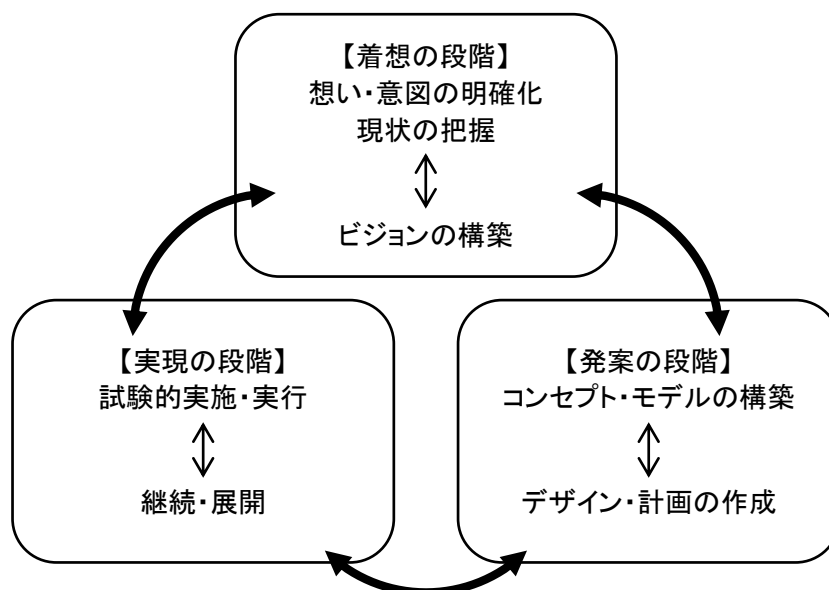 【着想の段階】
想い・意図の明確化
現状の把握
ビジョンの構築
【実現の段階】
試験的実施・実行
継続・展開
【発案の段階】
コンセプト・モデルの構築
デザイン・計画の作成